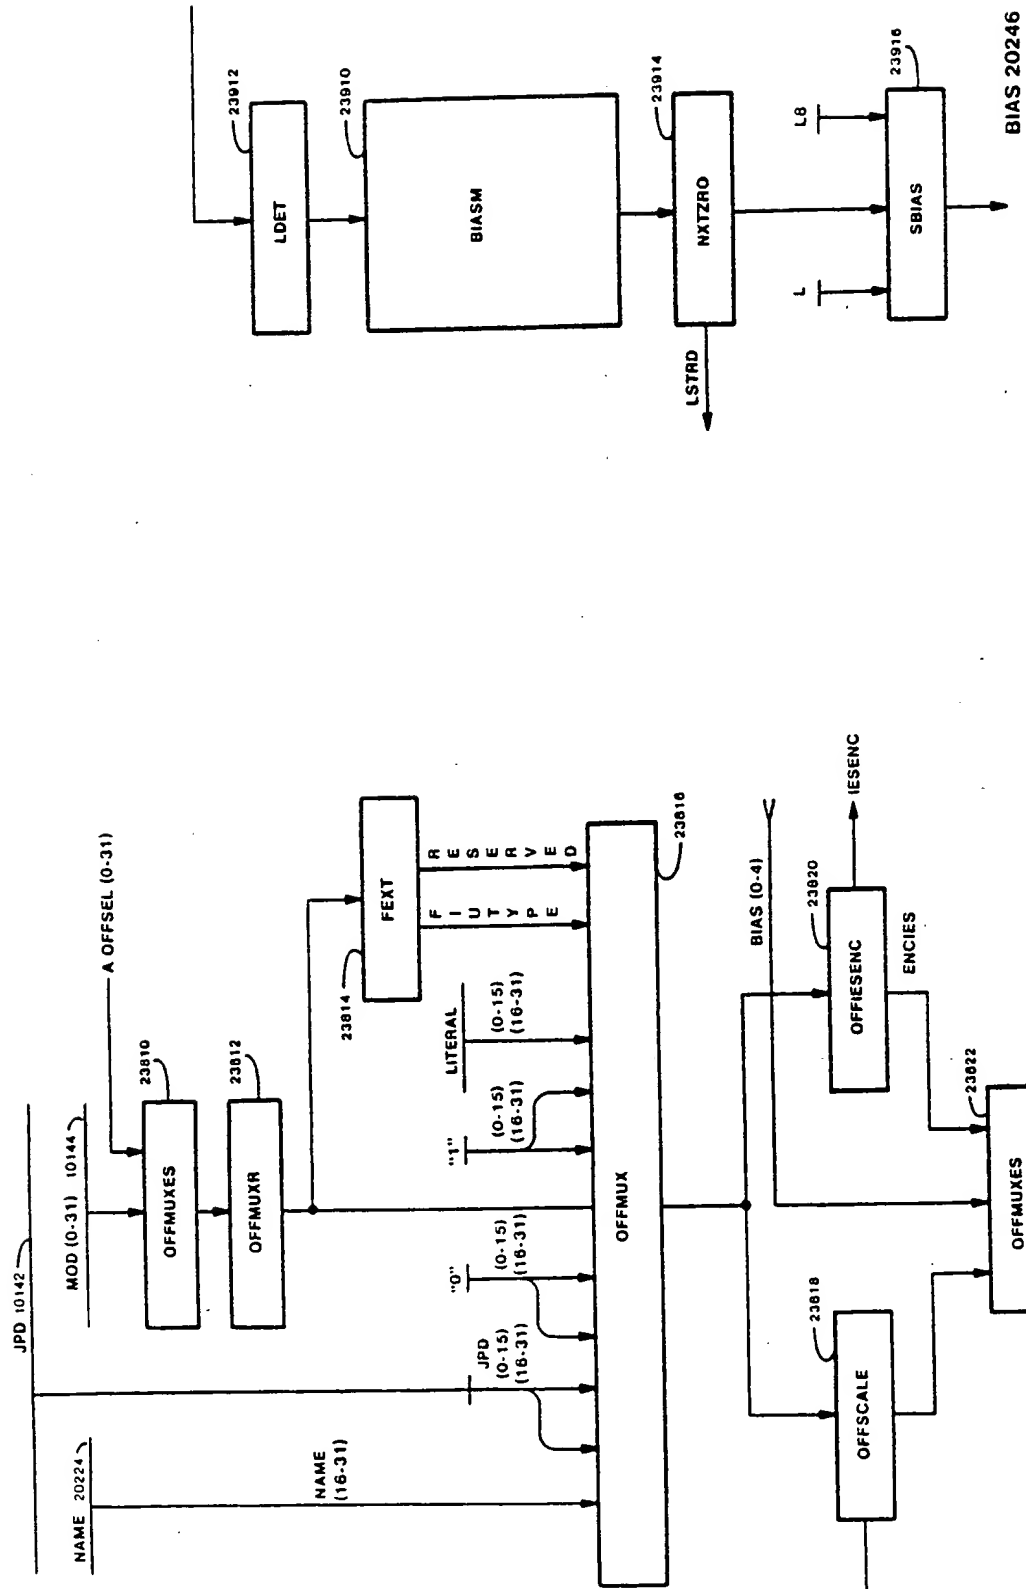 JPD 10142
MOD (0-31) 10144
NAME 20224
A OFFSEL (0-31)
OFFMUXES
23810
OFFMUXR
23812
FEXT
23814
F I U T Y P E
R E S E R V E D
NAME
(16-31)
JPD
(0-15)
(16-31)
"0"
(0-15)
(16-31)
"1"
(0-15)
(16-31)
LITERAL
(0-15)
(16-31)
OFFMUX
23816
BIAS (0-4)
OFFSCALE
23818
OFFIESENC
23820
IESENC
ENCIES
OFFMUXES
23822
LDET
23912
BIASM
23910
NXTZRO
23914
LSTRD
L
L8
SBIAS
23916
BIAS 20246